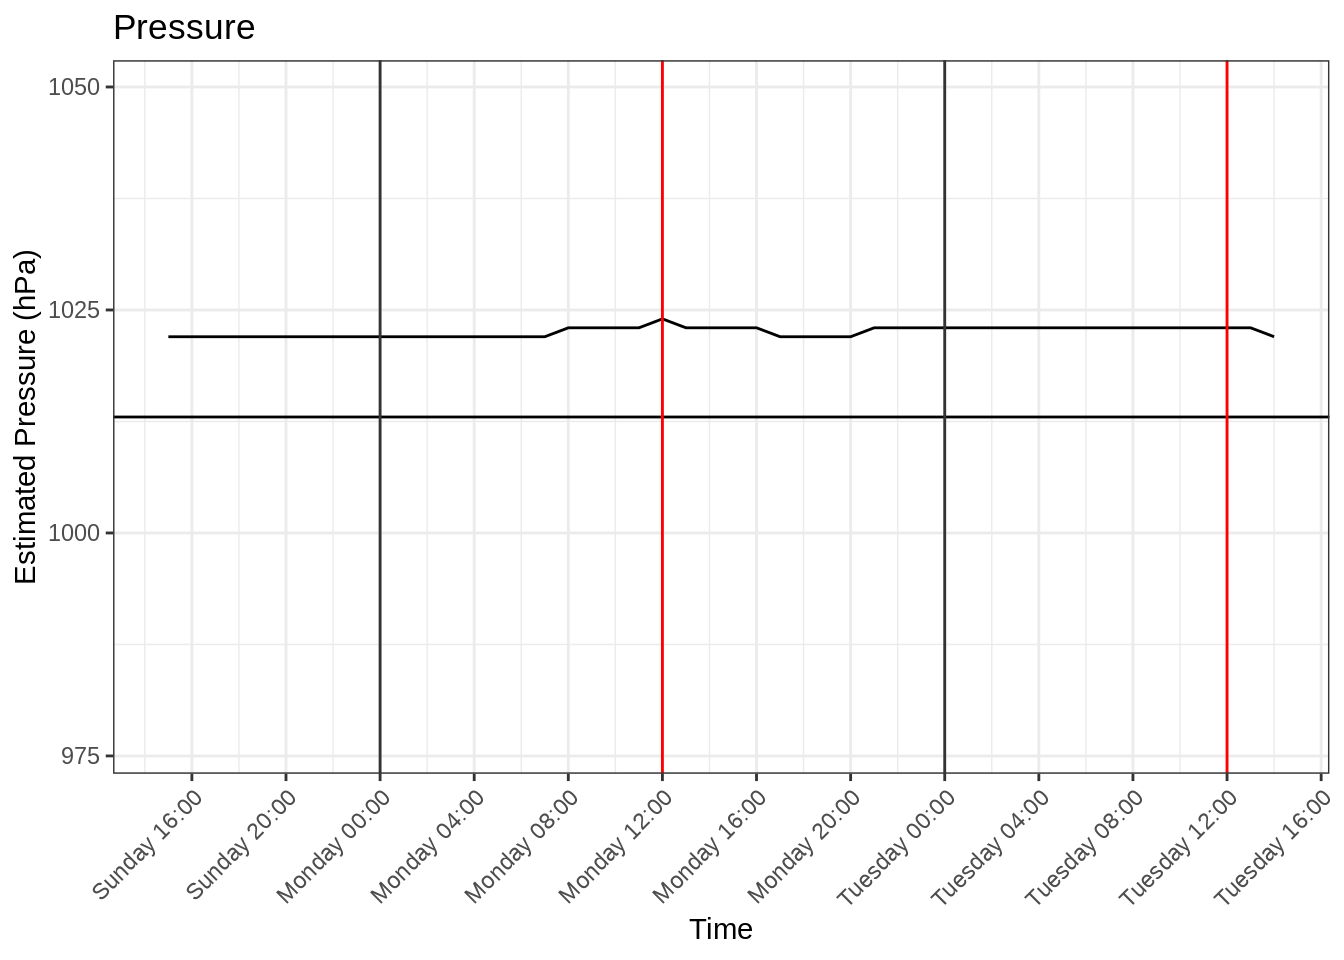 Pressure
Estimated Pressure (hPa)
1050
1025
1000
975
Sunday 16:00
Sunday 20:00
Monday 00:00
Monday 04:00
Monday 08:00
Monday 12:00
Monday 16:00
Monday 20:00
Tuesday 00:00
Tuesday 04:00
Tuesday 08:00
Tuesday 12:00
Tuesday 16:00
Time